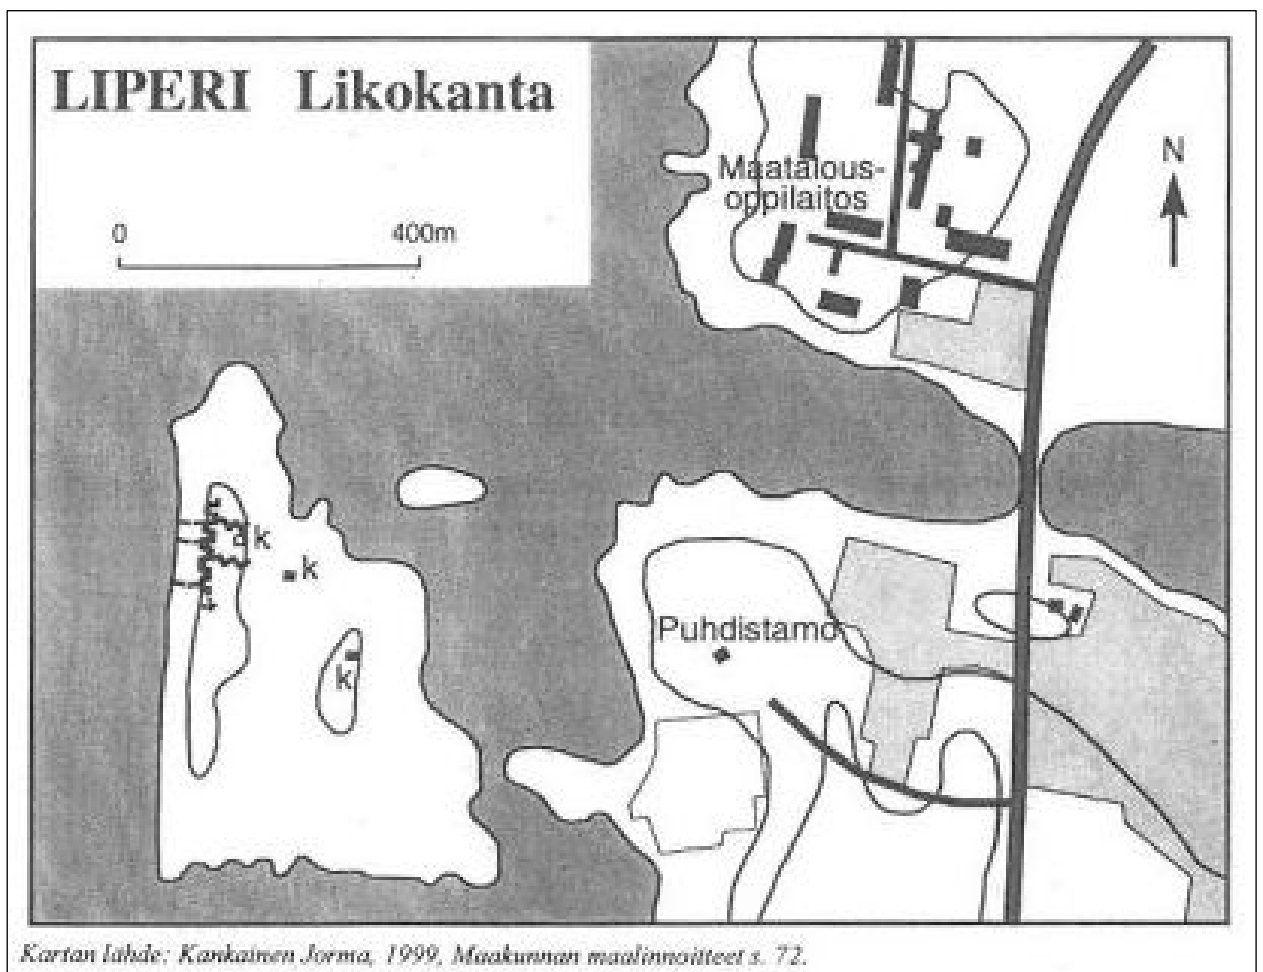 LIPERI Likokanta
0 400m
N
Maatalous-
oppilaitos
k
k
k
Puhdistamo
Kartan lähde: Kankainen Jorma, 1999, Maakunnan maalinnoitteet s. 72.